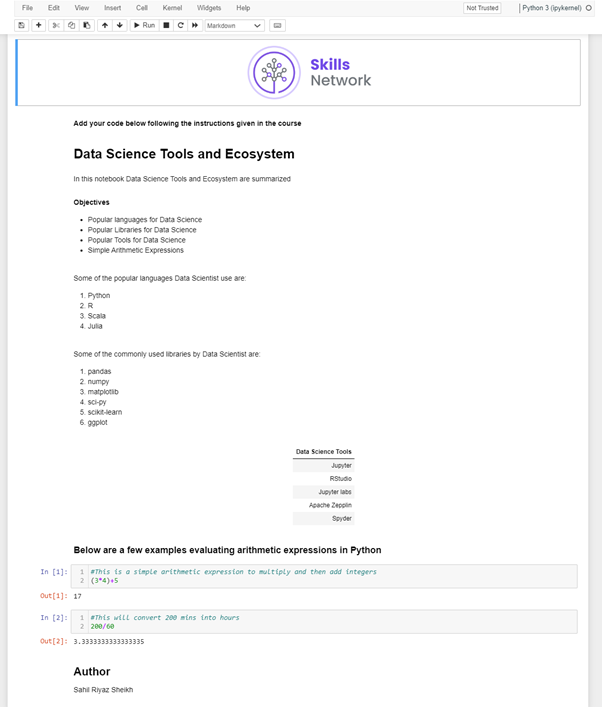 File Edit View Insert Cell Kernel Widgets Help Not Trusted Python 3 (ipykernel)
Run Markdown
Skills
Network
Add your code below following the instructions given in the course
Data Science Tools and Ecosystem
In this notebook Data Science Tools and Ecosystem are summarized
Objectives
Popular languages for Data Science
Popular Libraries for Data Science
Popular Tools for Data Science
Simple Arithmetic Expressions
Some of the popular languages Data Scientist use are:
1. Python
2. R
3. Scala
4. Julia
Some of the commonly used libraries by Data Scientist are:
1. pandas
2. numpy
3. matplotlib
4. sci-py
5. scikit-learn
6. ggplot
Data Science Tools
Jupyter
RStudio
Jupyter labs
Apache Zepplin
Spyder
Below are a few examples evaluating arithmetic expressions in Python
In [1]: 1 #This is a simple arithmetic expression to multiply and then add integers
2 (3*4)+5
Out[1]: 17
In [2]: 1 #This will convert 200 mins into hours
2 200/60
Out[2]: 3.3333333333333335
Author
Sahil Riyaz Sheikh